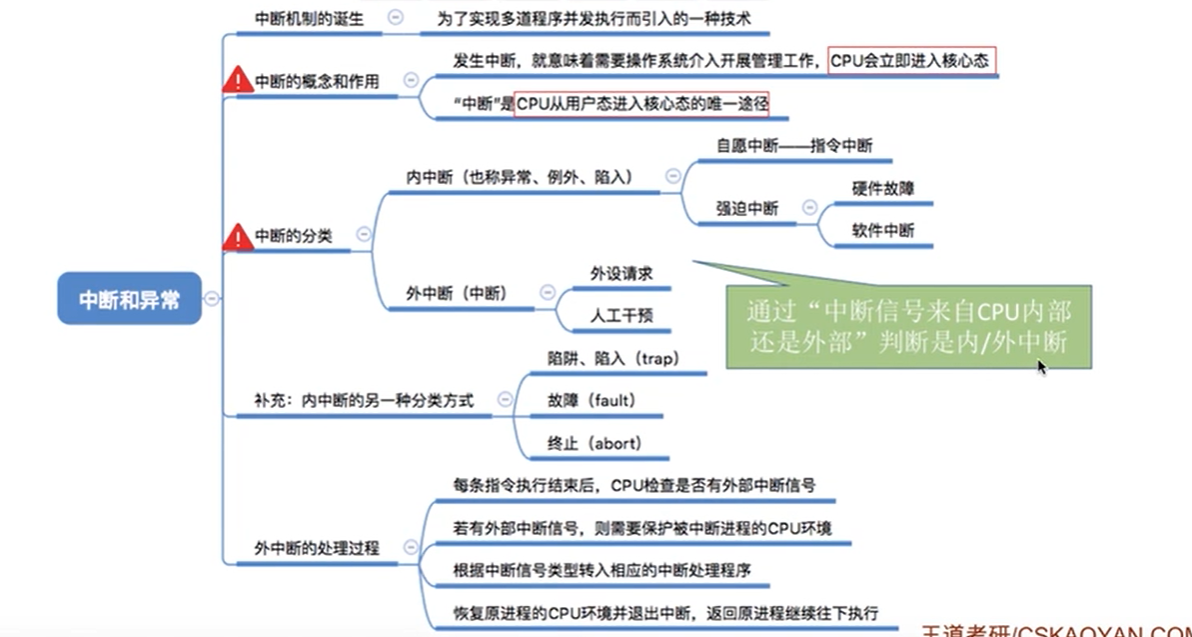 中断机制的诞生
为了实现多道程序并发执行而引入的一种技术
中断的概念和作用
发生中断，就意味着需要操作系统介入开展管理工作，CPU会立即进入核心态
“中断”是CPU从用户态进入核心态的唯一途径
中断和异常
中断的分类
内中断（也称异常、例外、陷入）
自愿中断——指令中断
强迫中断
硬件故障
软件中断
外中断（中断）
外设请求
人工干预
通过“中断信号来自CPU内部
还是外部”判断是内/外中断
补充：内中断的另一种分类方式
陷阱、陷入（trap）
故障（fault）
终止（abort）
外中断的处理过程
每条指令执行结束后，CPU检查是否有外部中断信号
若有外部中断信号，则需要保护被中断进程的CPU环境
根据中断信号类型转入相应的中断处理程序
恢复原进程的CPU环境并退出中断，返回原进程继续往下执行
王道考研/CSKAOYAN.COM